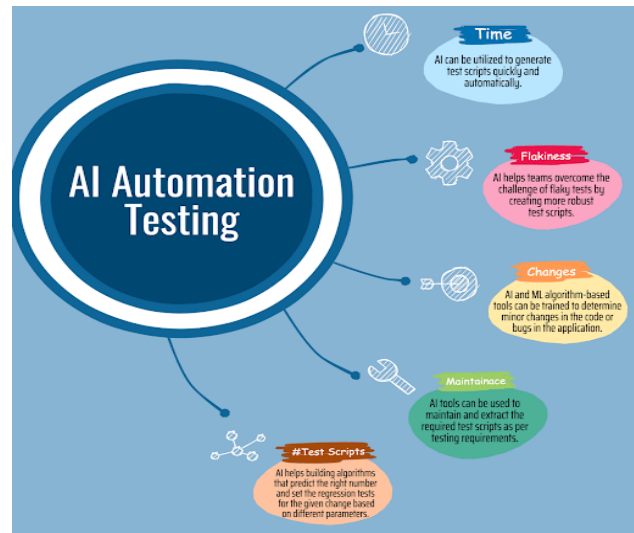 AI Automation
Testing
Time
AI can be utilized to generate
test scripts quickly and
automatically.
Flakiness
AI helps teams overcome the
challenge of flaky tests by
creating more robust
test scripts.
Changes
AI and ML algorithm-based
tools can be trained to determine
minor changes in the code or
bugs in the application.
Maintainace
AI tools can be used to
maintain and extract the
required test scripts as per
testing requirements.
#Test Scripts
AI helps building algorithms
that predict the right number
and set the regression tests
for the given change based
on different parameters.